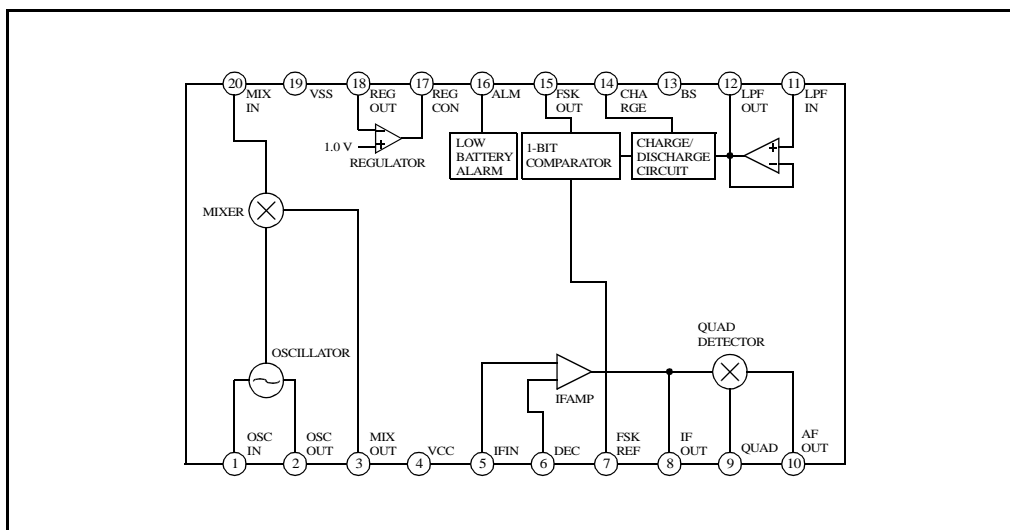 20
19
18
17
16
15
14
13
12
11
MIX
IN
VSS
REG
OUT
REG
CON
ALM
FSK
OUT
CHA
RGE
BS
LPF
OUT
LPF
IN
1.0 V
REGULATOR
LOW
BATTERY
ALARM
1-BIT
COMPARATOR
CHARGE/
DISCHARGE
CIRCUIT
MIXER
OSCILLATOR
IFAMP
QUAD
DETECTOR
OSC
IN
OSC
OUT
MIX
OUT
VCC
IFIN
DEC
FSK
REF
IF
OUT
QUAD
AF
OUT
1
2
3
4
5
6
7
8
9
10